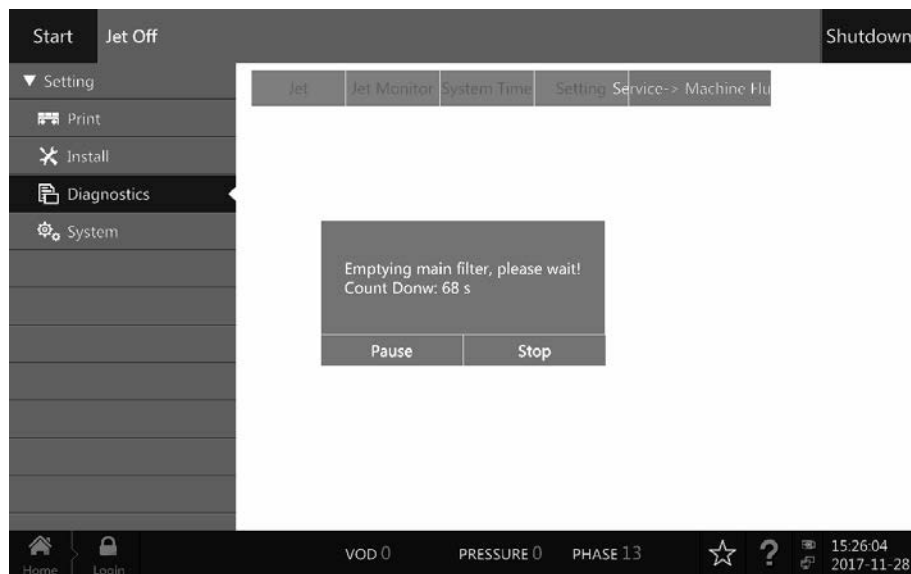 Start Jet Off Shutdown
Setting
Jet Jet Monitor System Time Setting Service-> Machine Flu
Print
Install
Diagnostics
System
Emptying main filter, please wait!
Count Donw: 68 s
Pause Stop
Home Login VOD 0 PRESSURE 0 PHASE 13 ? 15:26:04
2017-11-28